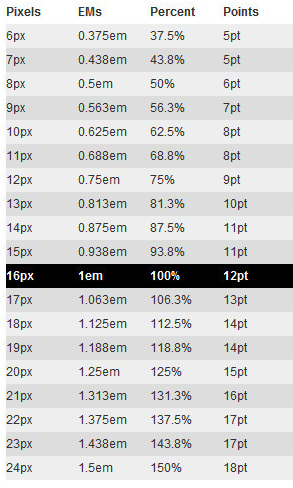 Pixels EMs Percent Points
6px 0.375em 37.5% 5pt
7px 0.438em 43.8% 5pt
8px 0.5em 50% 6pt
9px 0.563em 56.3% 7pt
10px 0.625em 62.5% 8pt
11px 0.688em 68.8% 8pt
12px 0.75em 75% 9pt
13px 0.813em 81.3% 10pt
14px 0.875em 87.5% 11pt
15px 0.938em 93.8% 11pt
16px 1em 100% 12pt
17px 1.063em 106.3% 13pt
18px 1.125em 112.5% 14pt
19px 1.188em 118.8% 14pt
20px 1.25em 125% 15pt
21px 1.313em 131.3% 16pt
22px 1.375em 137.5% 17pt
23px 1.438em 143.8% 17pt
24px 1.5em 150% 18pt